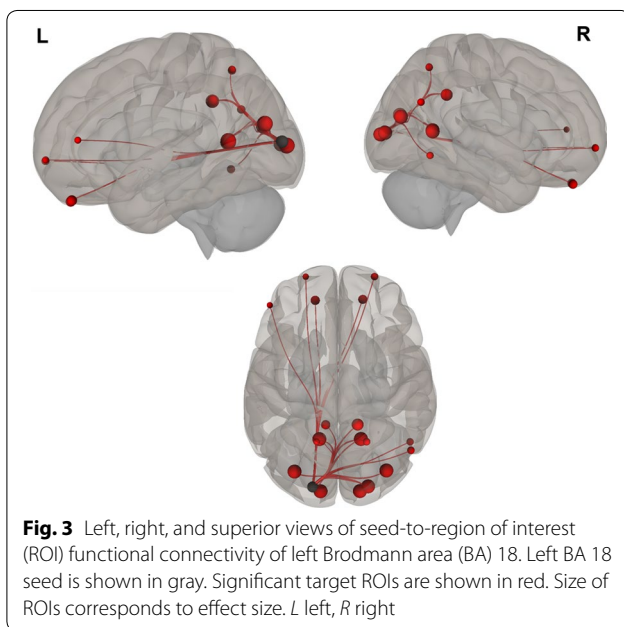 L
R
Fig. 3 Left, right, and superior views of seed-to-region of interest
(ROI) functional connectivity of left Brodmann area (BA) 18. Left BA 18
seed is shown in gray. Significant target ROIs are shown in red. Size of
ROIs corresponds to effect size. L left, R right